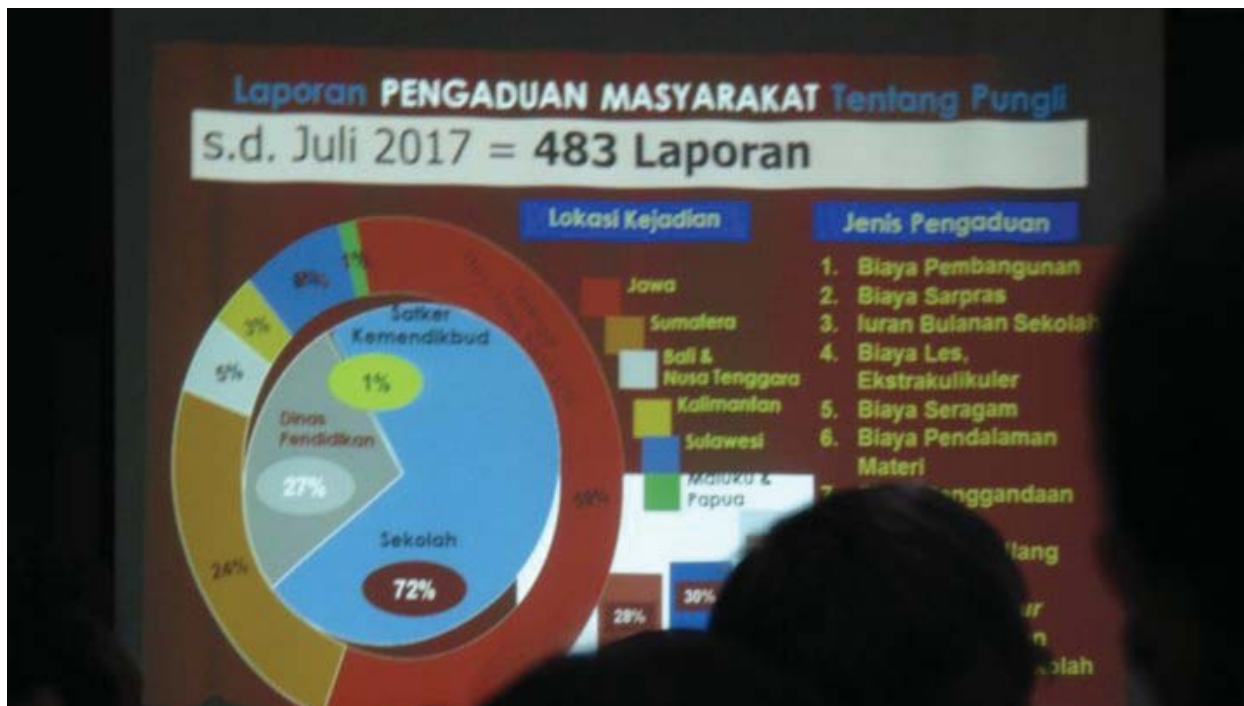 Laporan PENGADUAN MASYARAKAT Tentang Pungli
s.d. Juli 2017 = 483 Laporan
Lokasi Kejadian
Jawa
Sumatera
Bali &
Nusa Tenggara
Kalimantan
Sulawesi
Maluku &
Papua
Jenis Pengaduan
1. Biaya Pembangunan
2. Biaya Sarpras
3. Iuran Bulanan Sekolah
4. Biaya Les,
Ekstrakulikuler
5. Biaya Seragam
6. Biaya Pendalaman
Materi
7.
1%
8%
3%
5%
24%
59%
Satker
Kemendikbud
1%
Dinas
Pendidikan
27%
Sekolah
72%
28%
30%